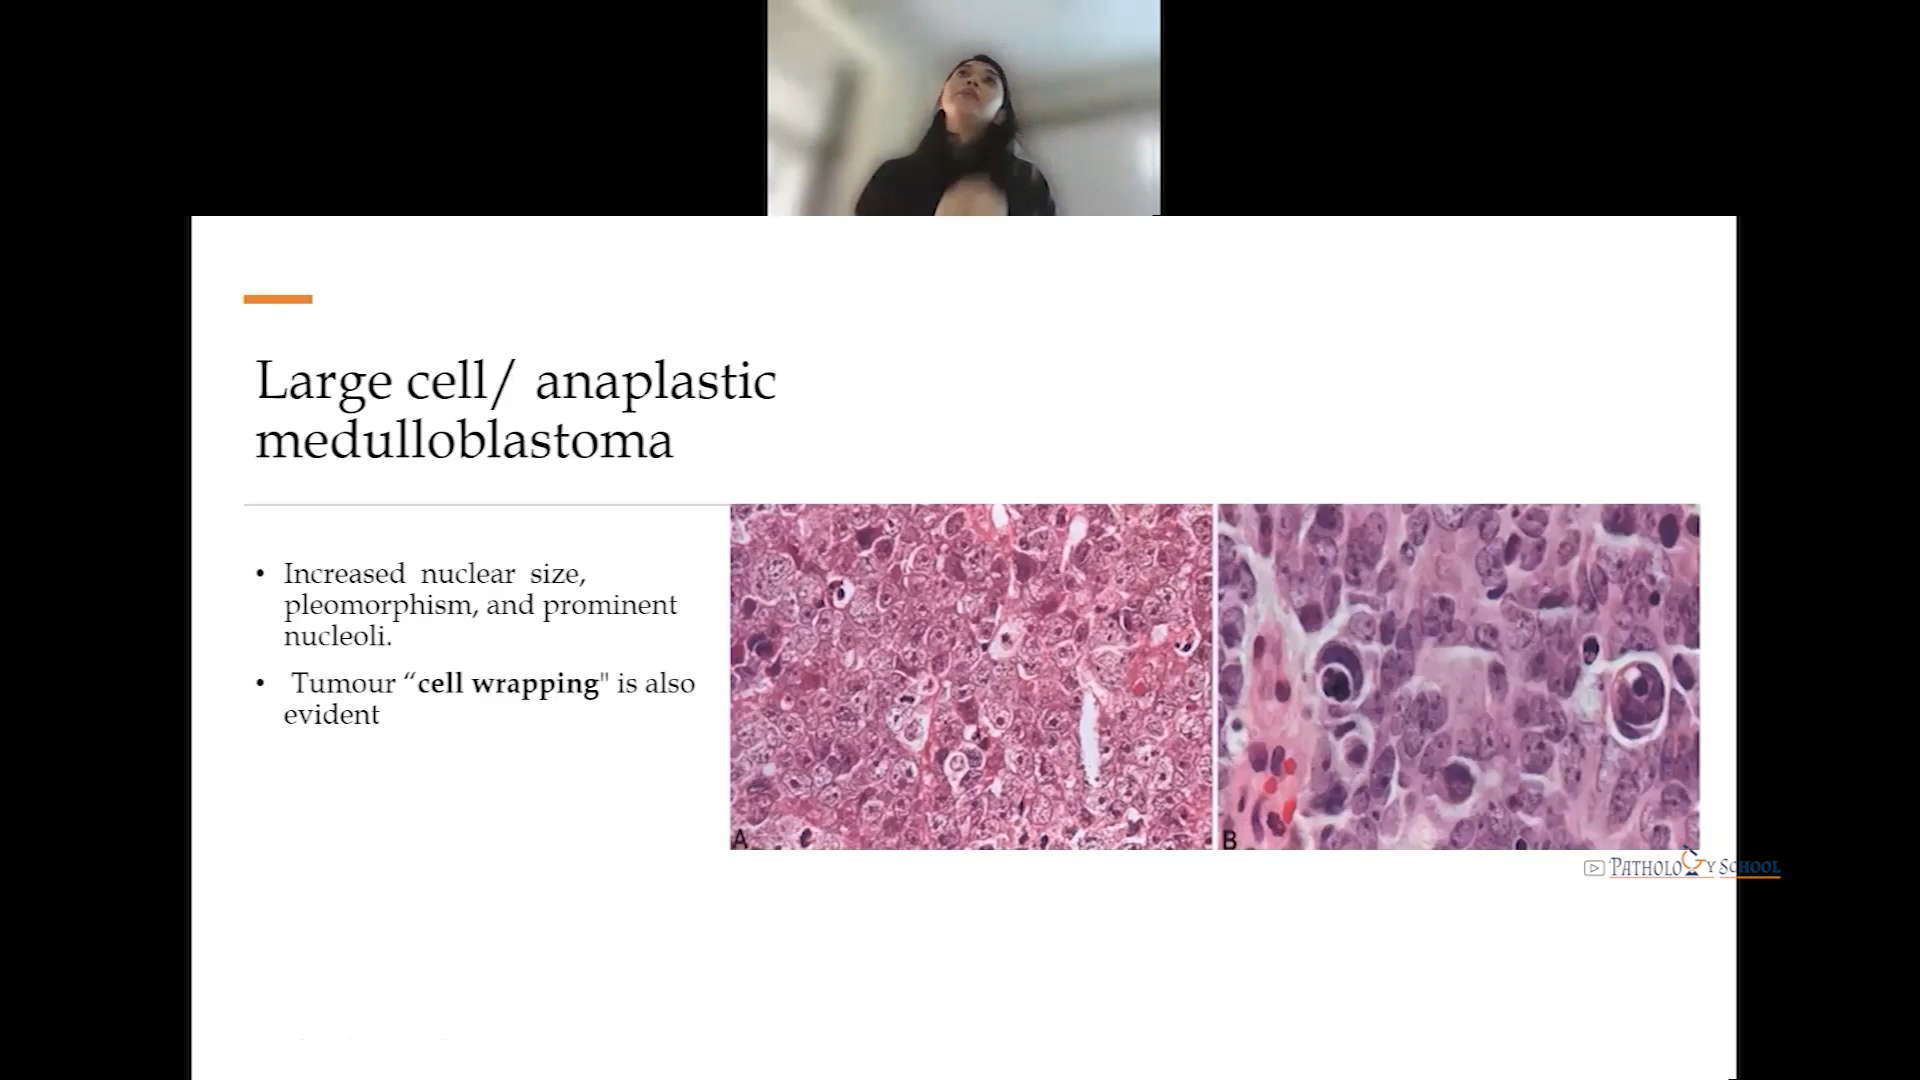 Large cell/ anaplastic
medulloblastoma
• Increased nuclear size,
pleomorphism, and prominent
nucleoli.
• Tumour “cell wrapping" is also
evident
A
B
PATHOLOGY SCHOOL